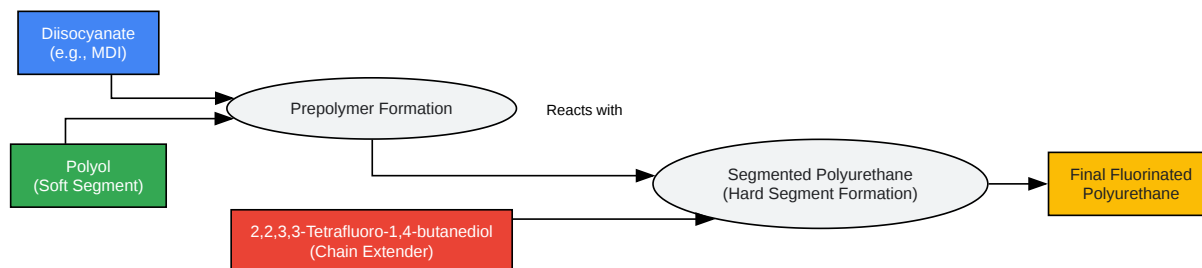 Diisocyanate
(e.g., MDI)
Polyol
(Soft Segment)
Prepolymer Formation
Reacts with
2,2,3,3-Tetrafluoro-1,4-butanediol
(Chain Extender)
Segmented Polyurethane
(Hard Segment Formation)
Final Fluorinated
Polyurethane